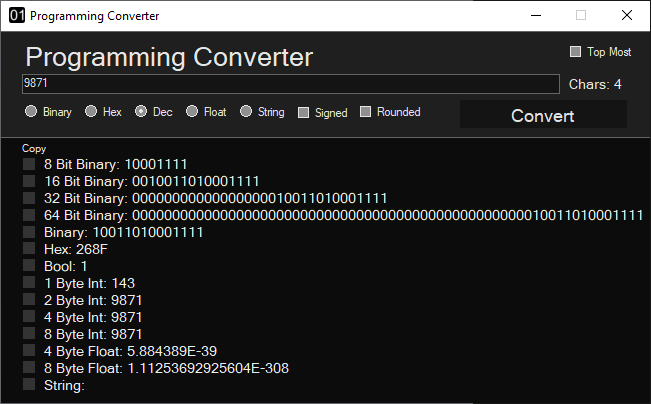 01 Programming Converter
Programming Converter
Top Most
9871
Chars: 4
Binary Hex Dec Float String Signed Rounded
Convert
Copy
8 Bit Binary: 10001111
16 Bit Binary: 0010011010001111
32 Bit Binary: 00000000000000000010011010001111
64 Bit Binary: 0000000000000000000000000000000000000000000000000010011010001111
Binary: 10011010001111
Hex: 268F
Bool: 1
1 Byte Int: 143
2 Byte Int: 9871
4 Byte Int: 9871
8 Byte Int: 9871
4 Byte Float: 5.884389E-39
8 Byte Float: 1.11253692925604E-308
String: